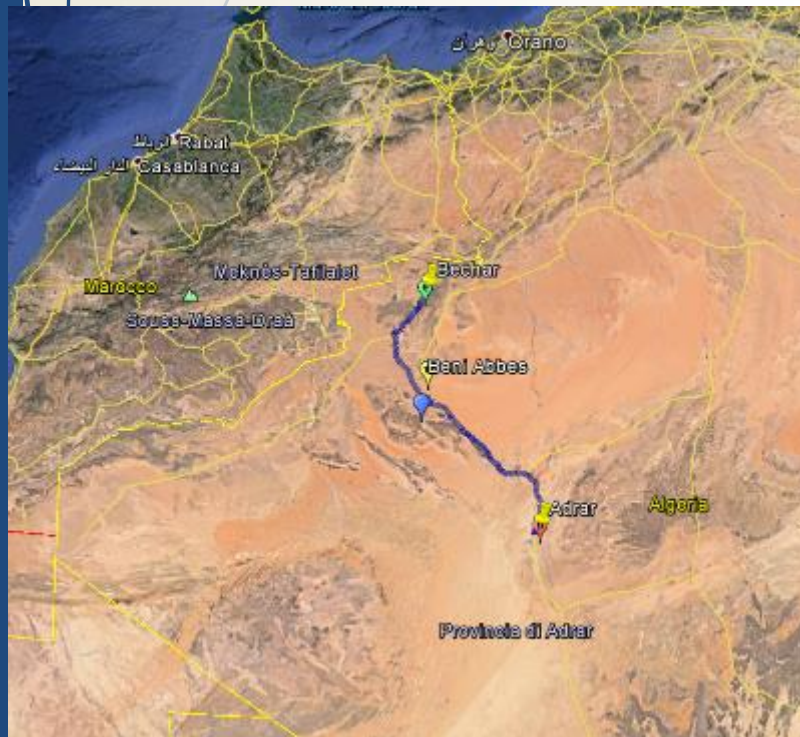 وهران Orano
الرباط Rabat
الدار البيضاء Casablanca
Bechar
Meknès-Tafilalet
Marocco
Souss-Massa-Draâ
Beni Abbes
Adrar
Algeria
Provincia di Adrar